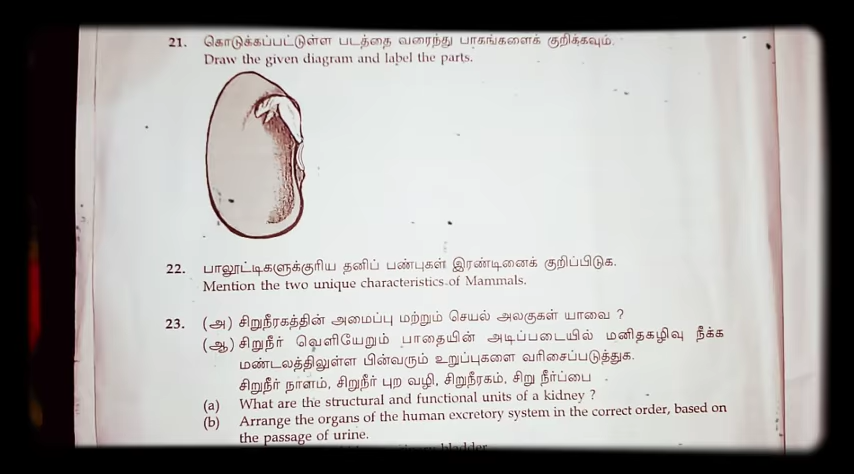 21. கொடுக்கப்பட்டுள்ள படத்தை வரைந்து பாகங்களைக் குறிக்கவும்.
Draw the given diagram and label the parts.
22. பாலூட்டிகளுக்குரிய தனிப் பண்புகள் இரண்டினைக் குறிப்பிடுக.
Mention the two unique characteristics of Mammals.
23. (அ) சிறுநீரகத்தின் அமைப்பு மற்றும் செயல் அலகுகள் யாவை ?
(ஆ) சிறுநீர் வெளியேறும் பாதையின் அடிப்படையில் மனிதகழிவு நீக்க
மண்டலத்திலுள்ள பின்வரும் உறுப்புகளை வரிசைப்படுத்துக.
சிறுநீர் நாளம், சிறுநீர் புற வழி, சிறுநீரகம், சிறு நீர்ப்பை
(a) What are the structural and functional units of a kidney ?
(b) Arrange the organs of the human excretory system in the correct order, based on
the passage of urine.
bladder